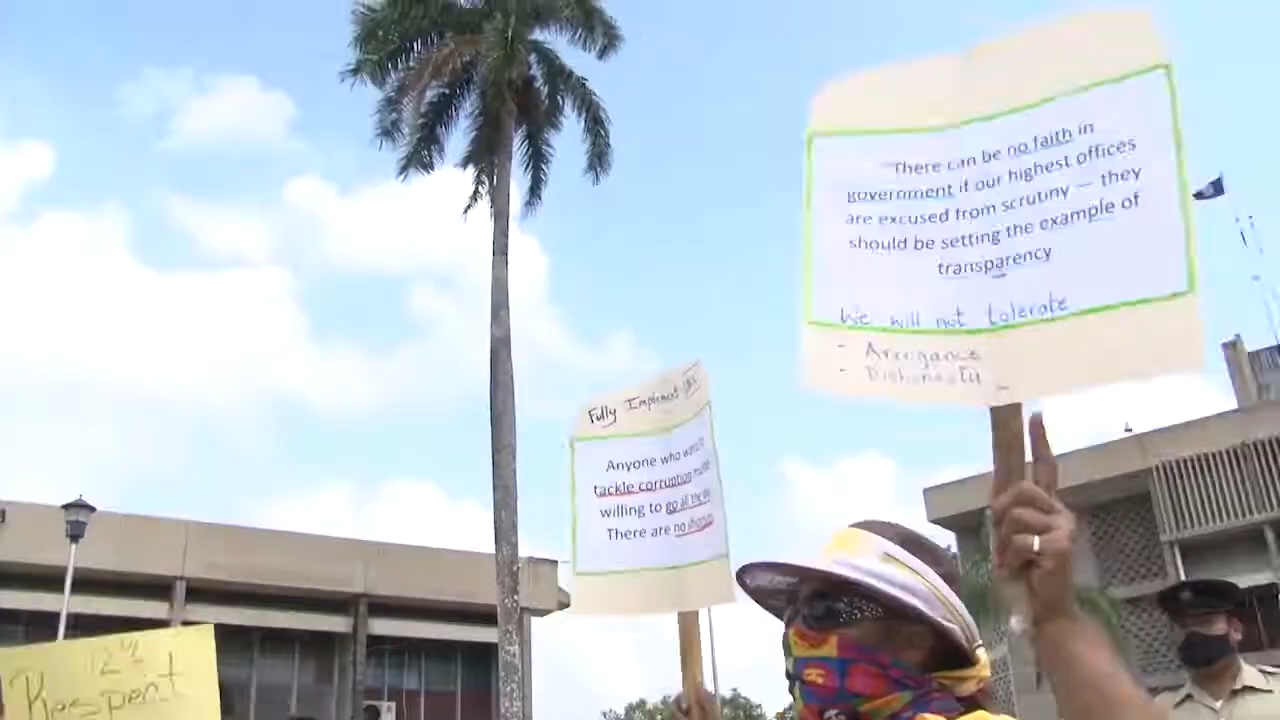 There can be no faith in
government if our highest offices
are excused from scrutiny — they
should be setting the example of
transparency
We will not tolerate
- Arrogance
- Dishonesty
Fully Implement
Anyone who wants to
tackle corruption must be
willing to go all the way
There are no
12%